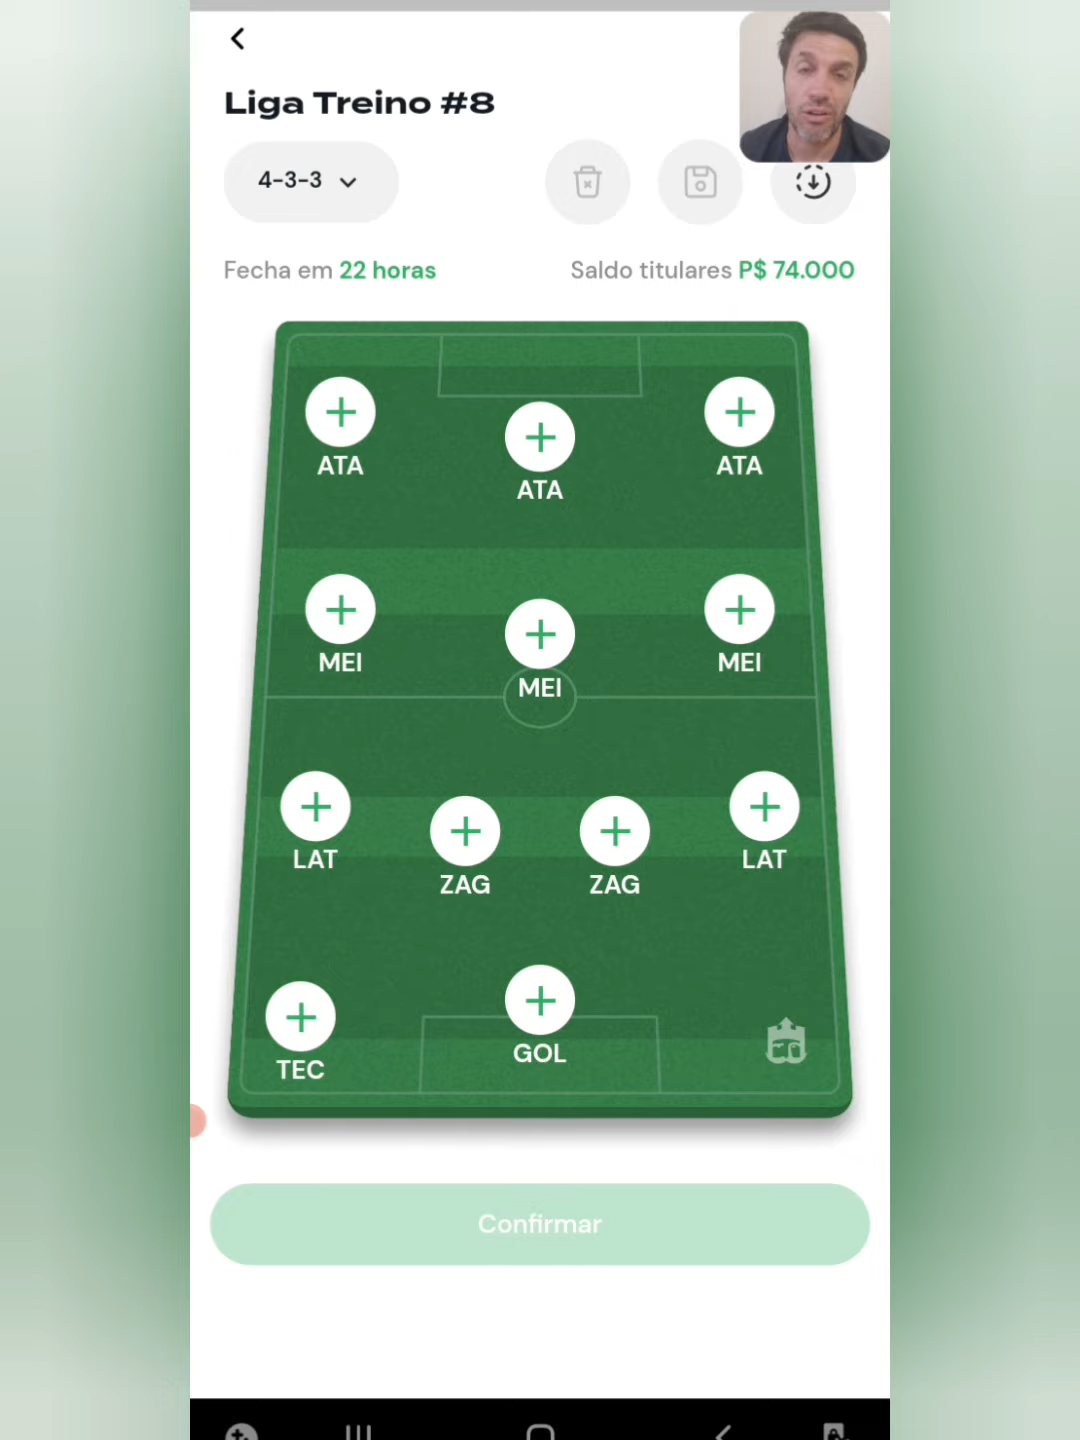 Liga Treino #8
4-3-3
Fecha em 22 horas
Saldo titulares P$ 74.000
ATA
ATA
ATA
MEI
MEI
MEI
LAT
ZAG
ZAG
LAT
TEC
GOL
Confirmar